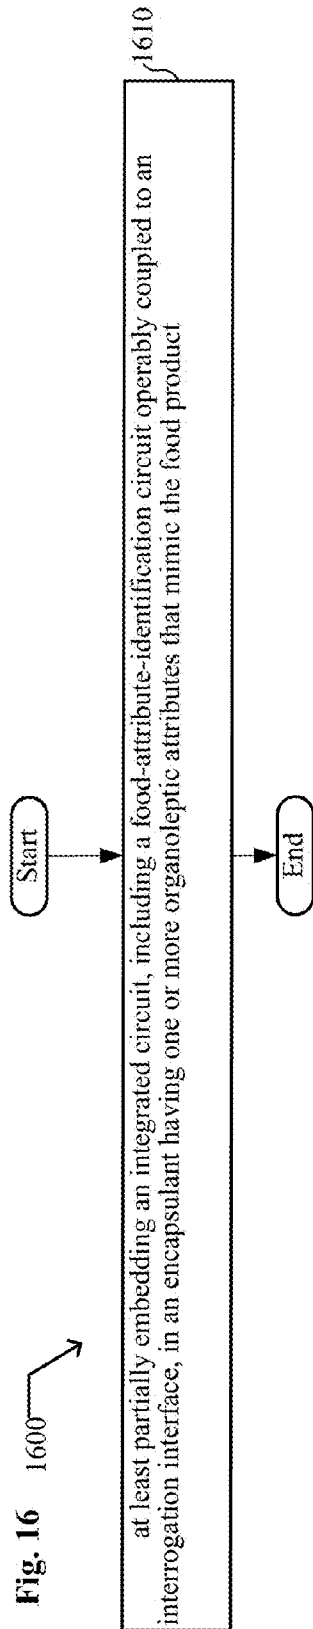 Fig. 16
1600
Start
1610
at least partially embedding an integrated circuit, including a food-attribute-identification circuit operably coupled to an
interrogation interface, in an encapsulant having one or more organoleptic attributes that mimic the food product
End